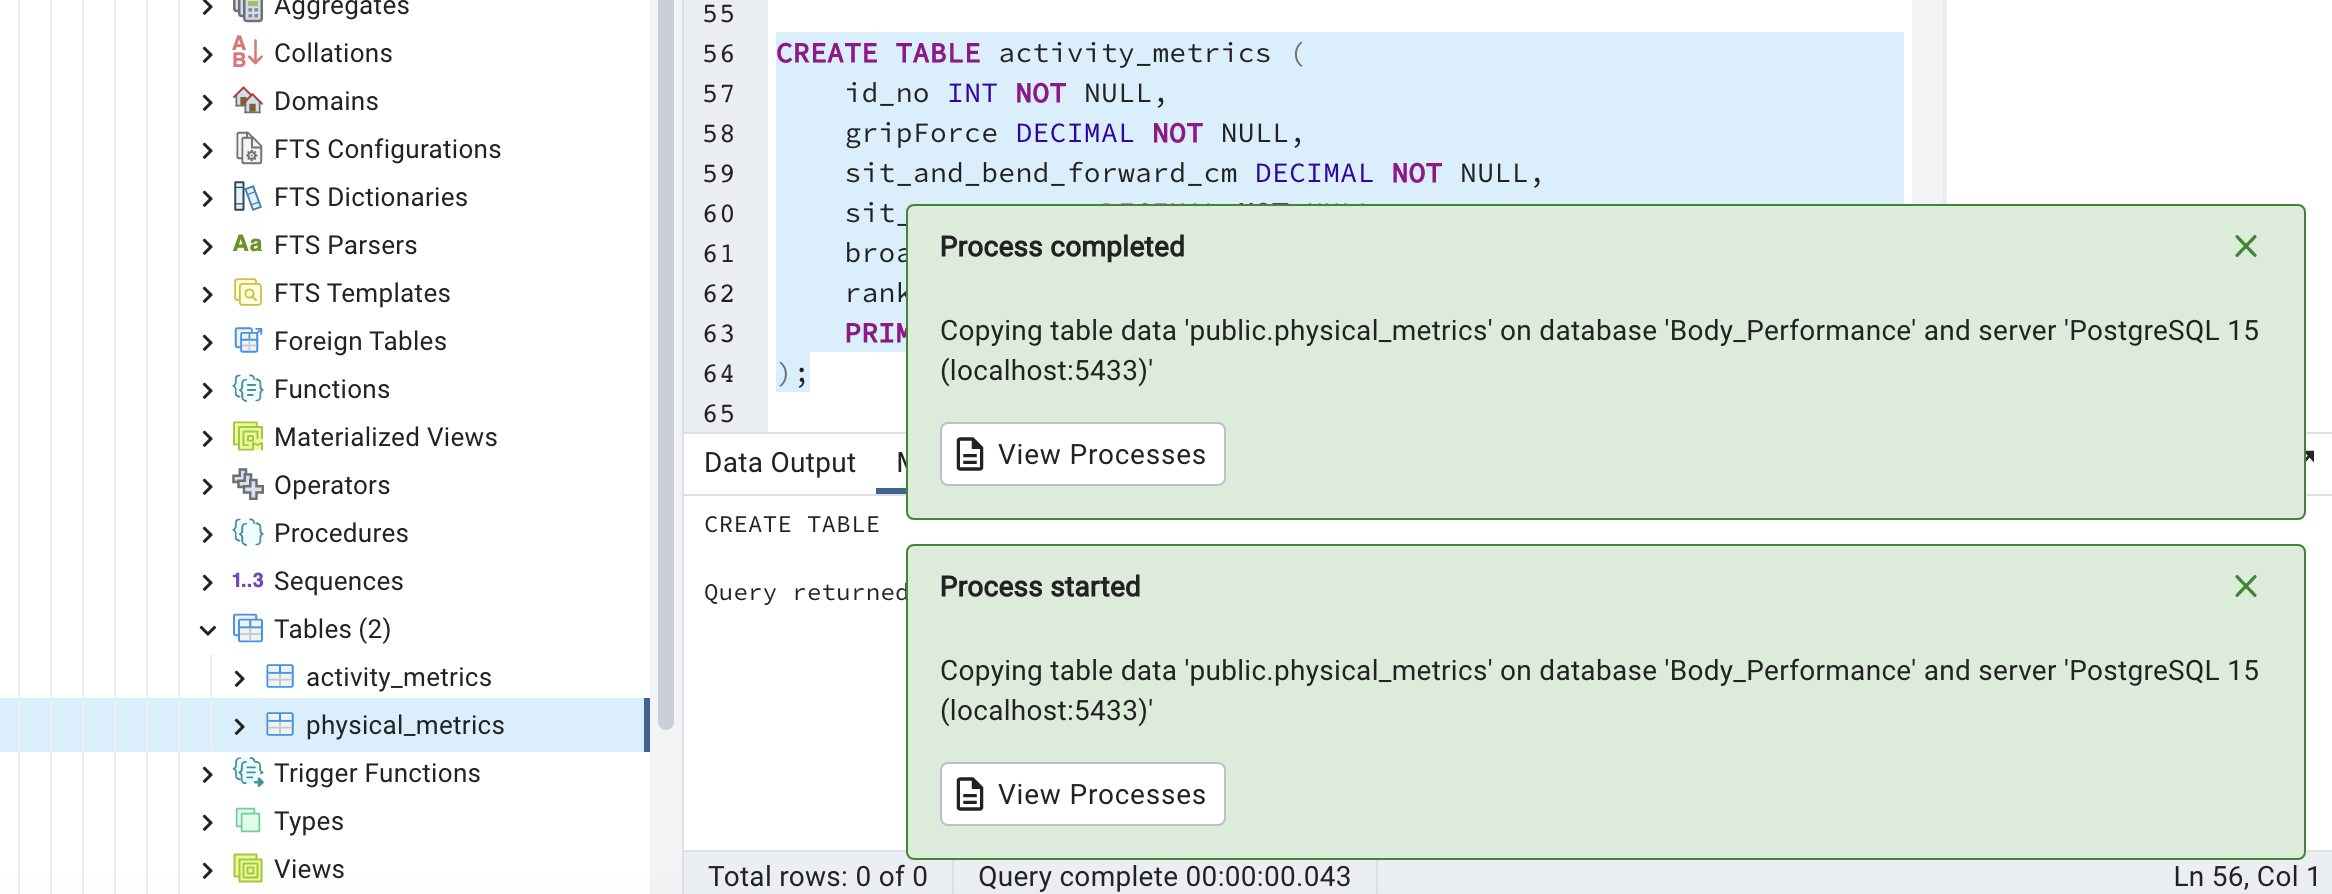 Aggregates
Collations
Domains
FTS Configurations
FTS Dictionaries
Aa FTS Parsers
FTS Templates
Foreign Tables
Functions
Materialized Views
Operators
Procedures
1..3 Sequences
Tables (2)
activity_metrics
physical_metrics
Trigger Functions
Types
Views
55
56 CREATE TABLE activity_metrics (
57 id_no INT NOT NULL,
58 gripForce DECIMAL NOT NULL,
59 sit_and_bend_forward_cm DECIMAL NOT NULL,
60 sit_
61 broa
62 rank
63 PRIM
64 );
65
Data Output
CREATE TABLE
Query returned
Process completed
Copying table data 'public.physical_metrics' on database 'Body_Performance' and server 'PostgreSQL 15
(localhost:5433)'
View Processes
Process started
Copying table data 'public.physical_metrics' on database 'Body_Performance' and server 'PostgreSQL 15
(localhost:5433)'
View Processes
Total rows: 0 of 0
Query complete 00:00:00.043
Ln 56, Col 1